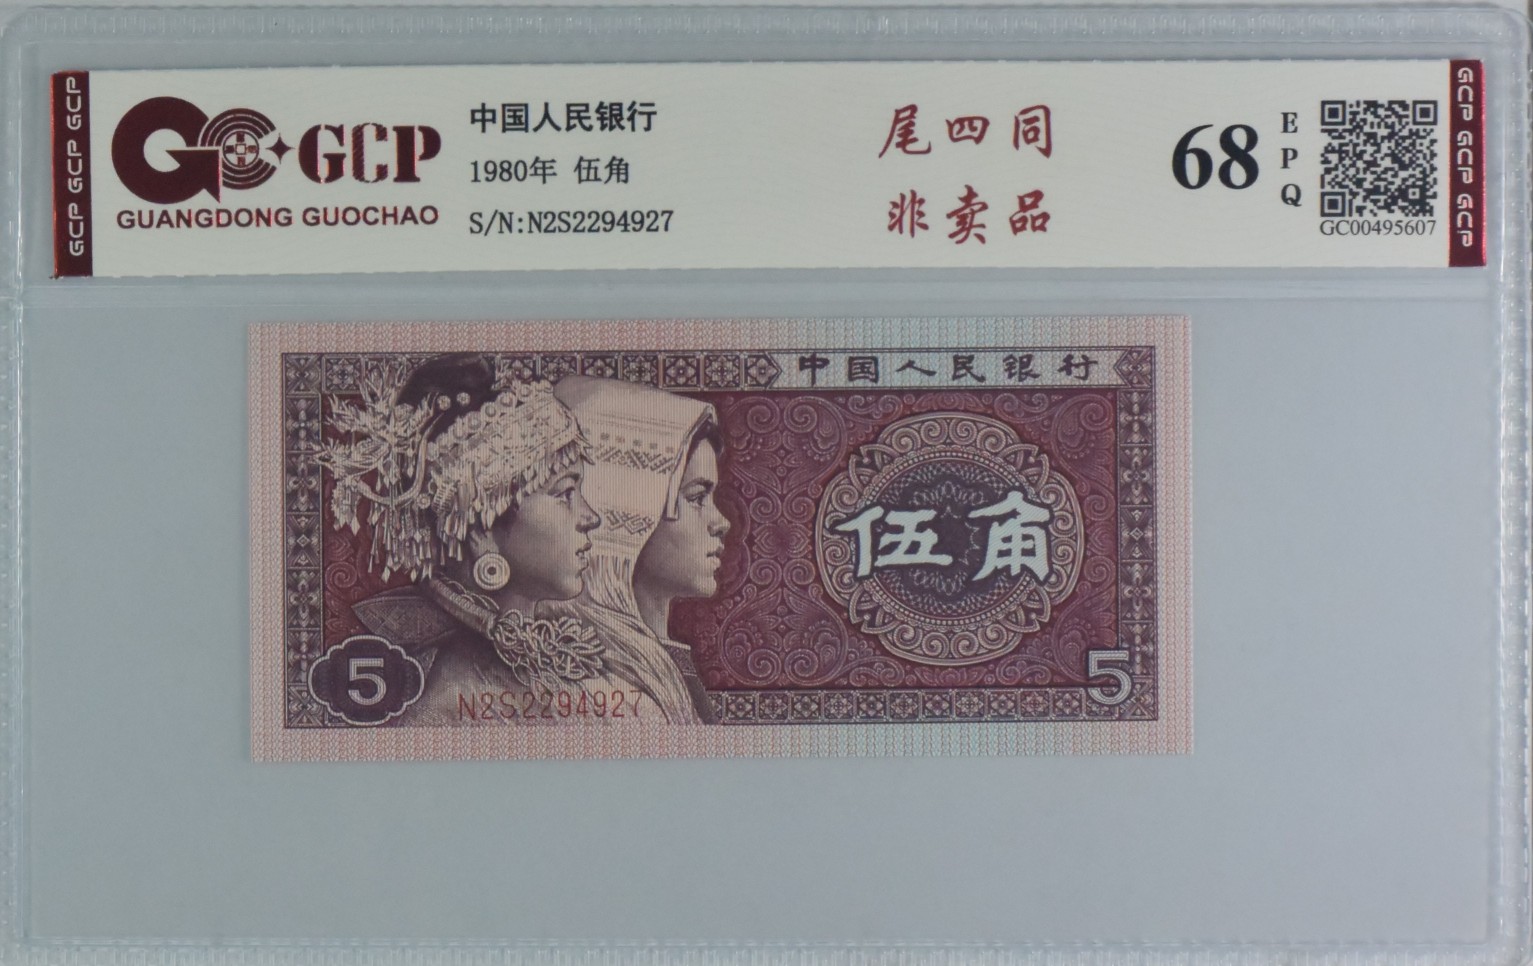 GCP GCP GCP
GCP
GUANGDONG GUOCHAO
中国人民银行
1980年 伍角
S/N:N2S2294927
尾四同
非卖品
68
EPQ
GC00495607
GCP GCP GCP
中国人民银行
伍角
5
N2S2294927
5